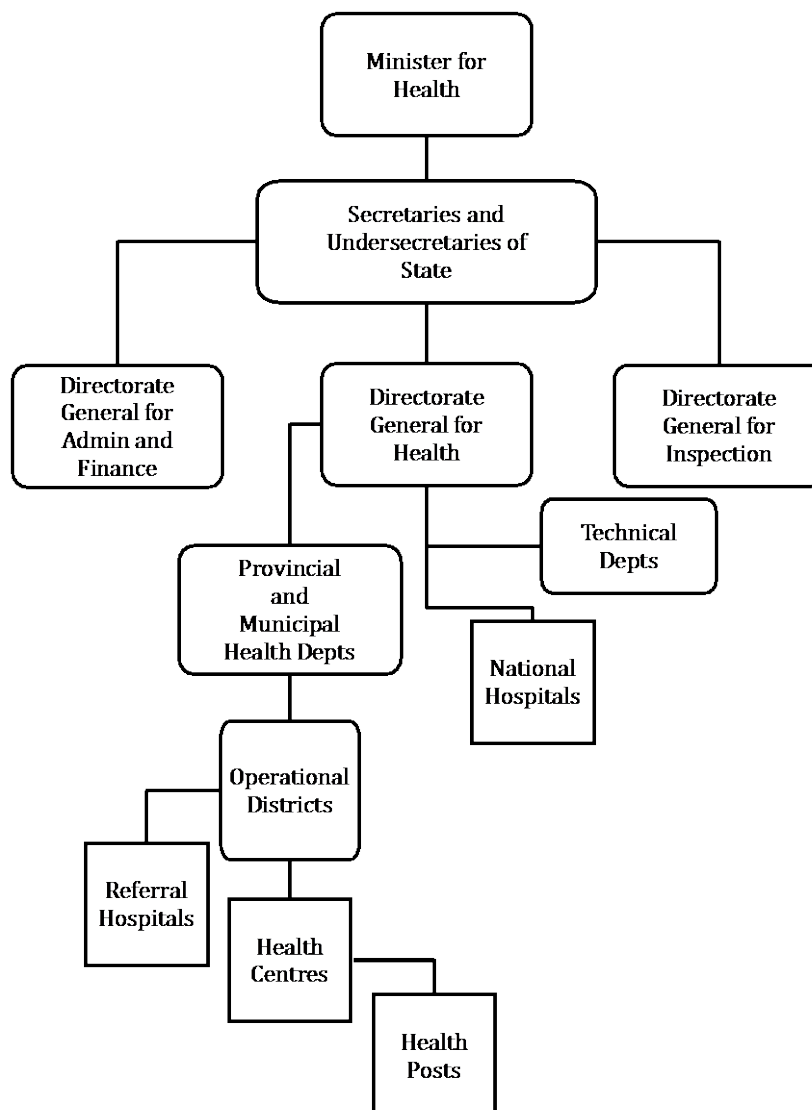 Minister for
Health
Secretaries and
Undersecretaries of
State
Directorate
General for
Admin and
Finance
Directorate
General for
Health
Directorate
General for
Inspection
Technical
Depts
Provincial
and
Municipal
Health Depts
National
Hospitals
Operational
Districts
Referral
Hospitals
Health
Centres
Health
Posts